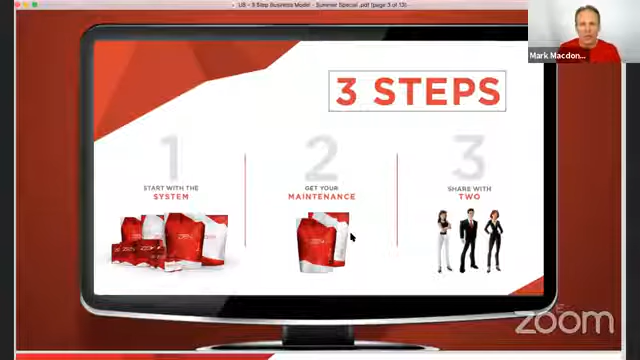 US - 3 Step Business Model - Summer Special .pdf (page 3 of 13)
Mark Macdon...
3 STEPS
1
START WITH THE
SYSTEM
2
GET YOUR
MAINTENANCE
3
SHARE WITH
TWO
zoom